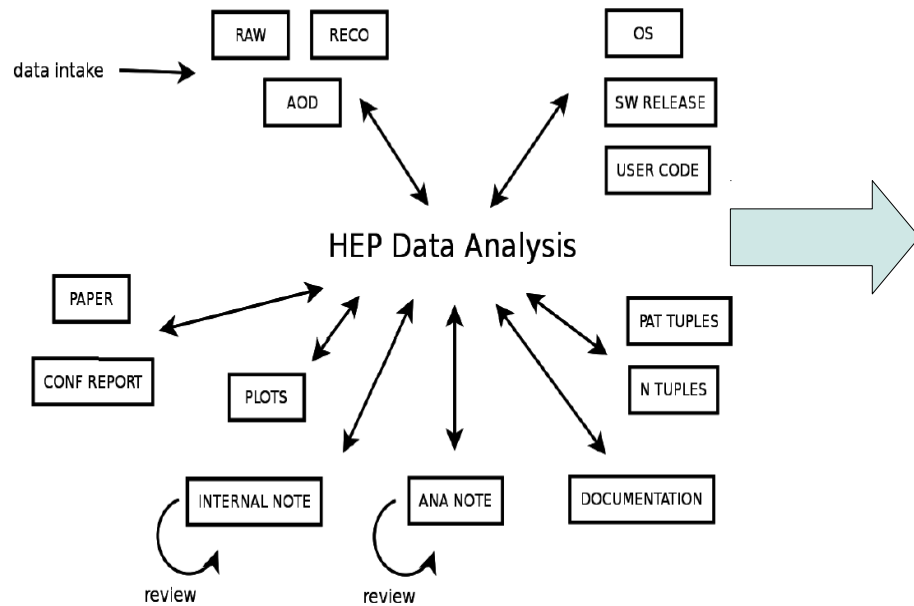 RAW
RECO
OS
data intake
AOD
SW RELEASE
USER CODE
HEP Data Analysis
PAPER
PAT TUPLES
CONF REPORT
PLOTS
N TUPLES
INTERNAL NOTE
ANA NOTE
DOCUMENTATION
review
review